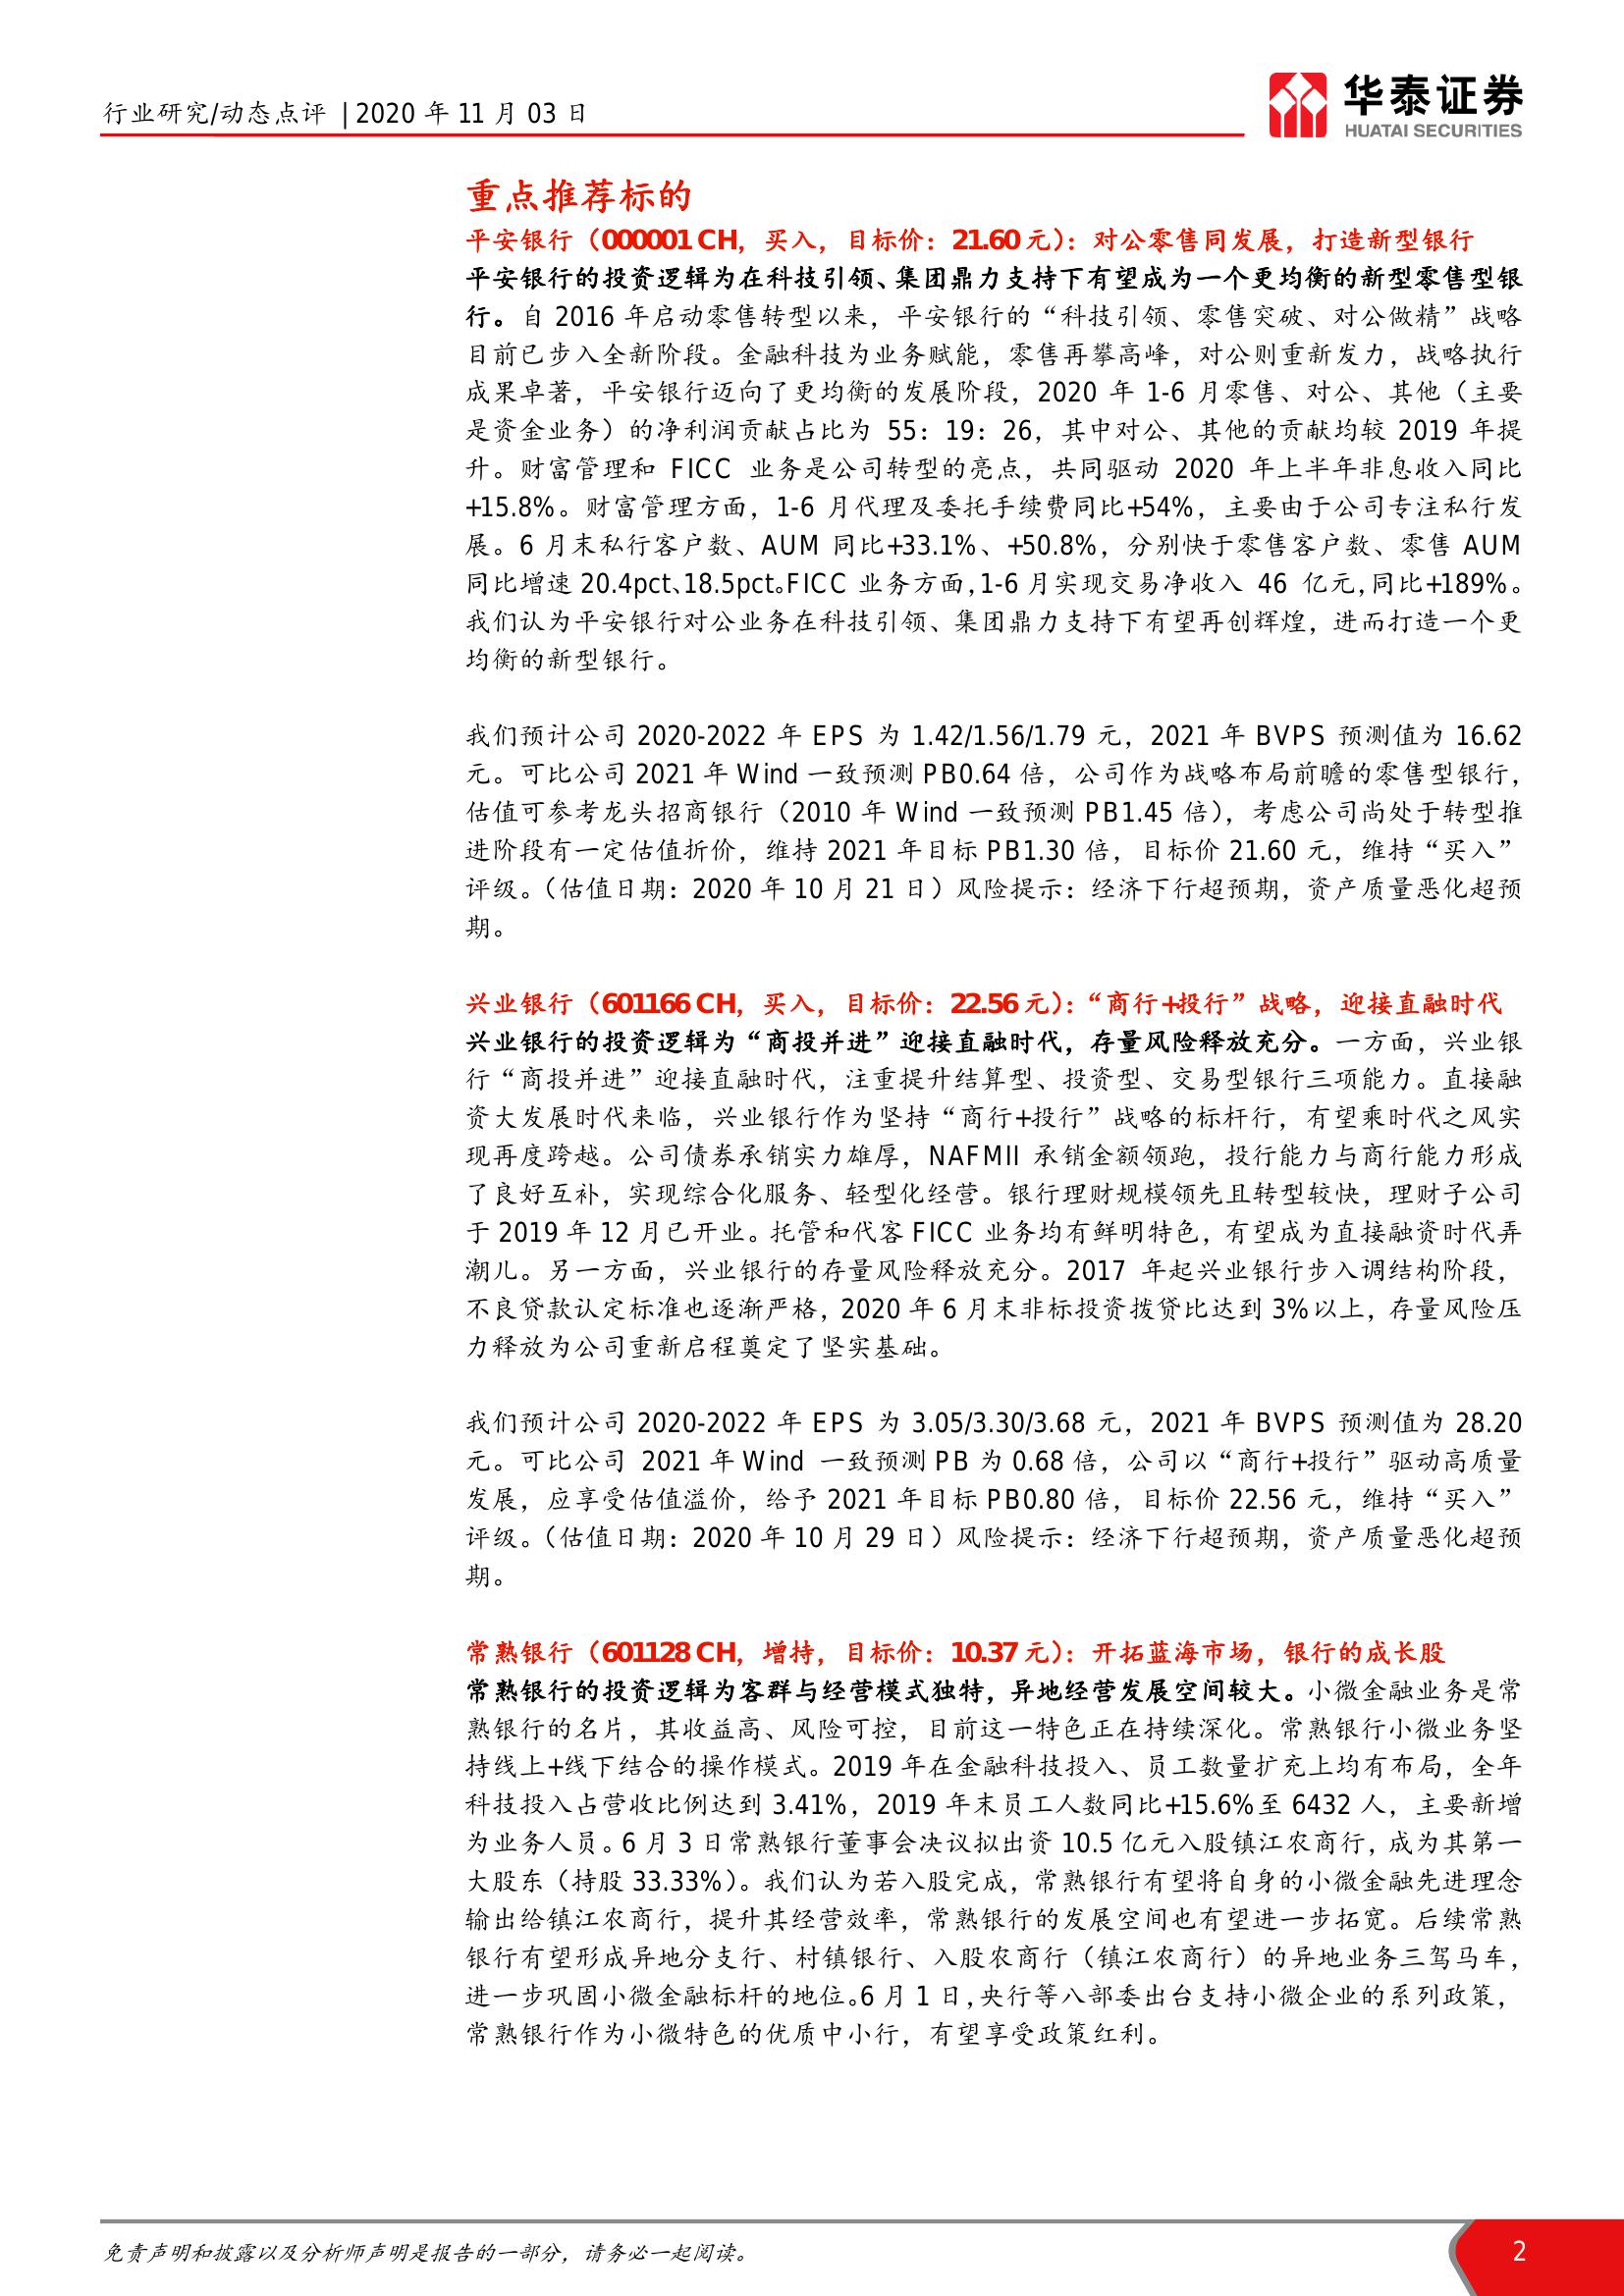 行业研究/动态点评 | 2020 年 11 月 03 日
华泰证券
HUATAI SECURITIES
重点推荐标的
平安银行（000001 CH，买入，目标价：21.60 元）：对公零售同发展，打造新型银行
平安银行的投资逻辑为在科技引领、集团鼎力支持下有望成为一个更均衡的新型零售型银
行。自 2016 年启动零售转型以来，平安银行的“科技引领、零售突破、对公做精”战略
目前已步入全新阶段。金融科技为业务赋能，零售再攀高峰，对公则重新发力，战略执行
成果卓著，平安银行迈向了更均衡的发展阶段，2020 年 1-6 月零售、对公、其他（主要
是资金业务）的净利润贡献占比为 55：19：26，其中对公、其他的贡献均较 2019 年提
升。财富管理和 FICC 业务是公司转型的亮点，共同驱动 2020 年上半年非息收入同比
+15.8%。财富管理方面，1-6 月代理及委托手续费同比+54%，主要由于公司专注私行发
展。6 月末私行客户数、AUM 同比+33.1%、+50.8%，分别快于零售客户数、零售 AUM
同比增速 20.4pct、18.5pct。FICC 业务方面，1-6 月实现交易净收入 46 亿元，同比+189%。
我们认为平安银行对公业务在科技引领、集团鼎力支持下有望再创辉煌，进而打造一个更
均衡的新型银行。
我们预计公司 2020-2022 年 EPS 为 1.42/1.56/1.79 元，2021 年 BVPS 预测值为 16.62
元。可比公司 2021 年 Wind 一致预测 PB0.64 倍，公司作为战略布局前瞻的零售型银行，
估值可参考龙头招商银行（2010 年 Wind 一致预测 PB1.45 倍），考虑公司尚处于转型推
进阶段有一定估值折价，维持 2021 年目标 PB1.30 倍，目标价 21.60 元，维持“买入”
评级。（估值日期：2020 年 10 月 21 日）风险提示：经济下行超预期，资产质量恶化超预
期。
兴业银行（601166 CH，买入，目标价：22.56 元）：“商行+投行”战略，迎接直融时代
兴业银行的投资逻辑为“商投并进”迎接直融时代，存量风险释放充分。一方面，兴业银
行“商投并进”迎接直融时代，注重提升结算型、投资型、交易型银行三项能力。直接融
资大发展时代来临，兴业银行作为坚持“商行+投行”战略的标杆行，有望乘时代之风实
现再度跨越。公司债券承销实力雄厚，NAFMII 承销金额领跑，投行能力与商行能力形成
了良好互补，实现综合化服务、轻型化经营。银行理财规模领先且转型较快，理财子公司
于 2019 年 12 月已开业。托管和代客 FICC 业务均有鲜明特色，有望成为直接融资时代弄
潮儿。另一方面，兴业银行的存量风险释放充分。2017 年起兴业银行步入调结构阶段，
不良贷款认定标准也逐渐严格，2020 年 6 月末非标投资拨贷比达到 3%以上，存量风险压
力释放为公司重新启程奠定了坚实基础。
我们预计公司 2020-2022 年 EPS 为 3.05/3.30/3.68 元，2021 年 BVPS 预测值为 28.20
元。可比公司 2021 年 Wind 一致预测 PB 为 0.68 倍，公司以“商行+投行”驱动高质量
发展，应享受估值溢价，给予 2021 年目标 PB0.80 倍，目标价 22.56 元，维持“买入”
评级。（估值日期：2020 年 10 月 29 日）风险提示：经济下行超预期，资产质量恶化超预
期。
常熟银行（601128 CH，增持，目标价：10.37 元）：开拓蓝海市场，银行的成长股
常熟银行的投资逻辑为客群与经营模式独特，异地经营发展空间较大。小微金融业务是常
熟银行的名片，其收益高、风险可控，目前这一特色正在持续深化。常熟银行小微业务坚
持线上+线下结合的操作模式。2019 年在金融科技投入、员工数量扩充上均有布局，全年
科技投入占营收比例达到 3.41%，2019 年末员工人数同比+15.6%至 6432 人，主要新增
为业务人员。6 月 3 日常熟银行董事会决议拟出资 10.5 亿元入股镇江农商行，成为其第一
大股东（持股 33.33%）。我们认为若入股完成，常熟银行有望将自身的小微金融先进理念
输出给镇江农商行，提升其经营效率，常熟银行的发展空间也有望进一步拓宽。后续常熟
银行有望形成异地分支行、村镇银行、入股农商行（镇江农商行）的异地业务三驾马车，
进一步巩固小微金融标杆的地位。6 月 1 日，央行等八部委出台支持小微企业的系列政策，
常熟银行作为小微特色的优质中小行，有望享受政策红利。
免责声明和披露以及分析师声明是报告的一部分，请务必一起阅读。
2